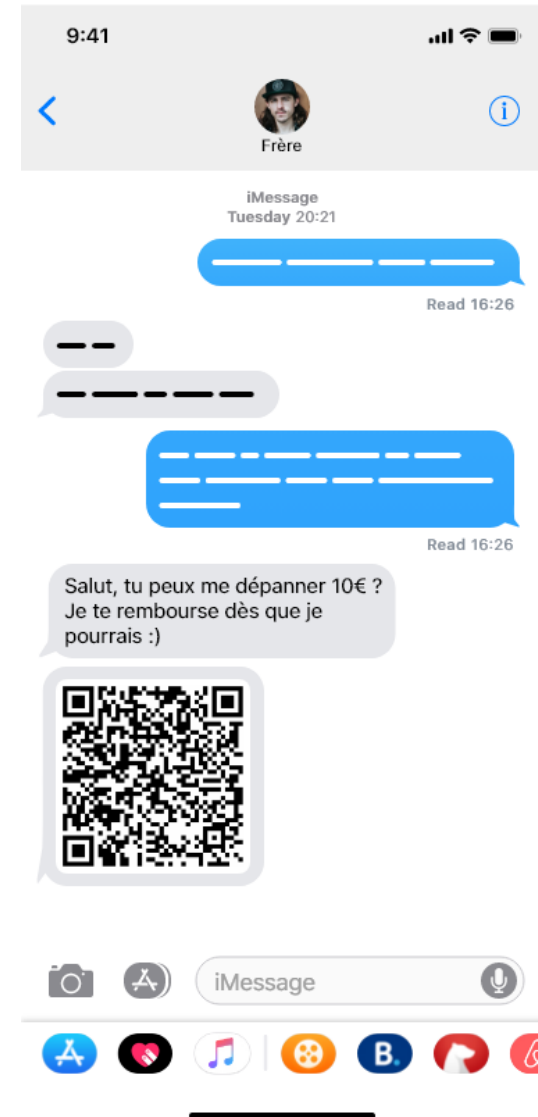 9:41
Frère
iMessage
Tuesday 20:21
Read 16:26
Read 16:26
Salut, tu peux me dépanner 10€ ?
Je te rembourse dès que je
pourrais :)
iMessage
B.